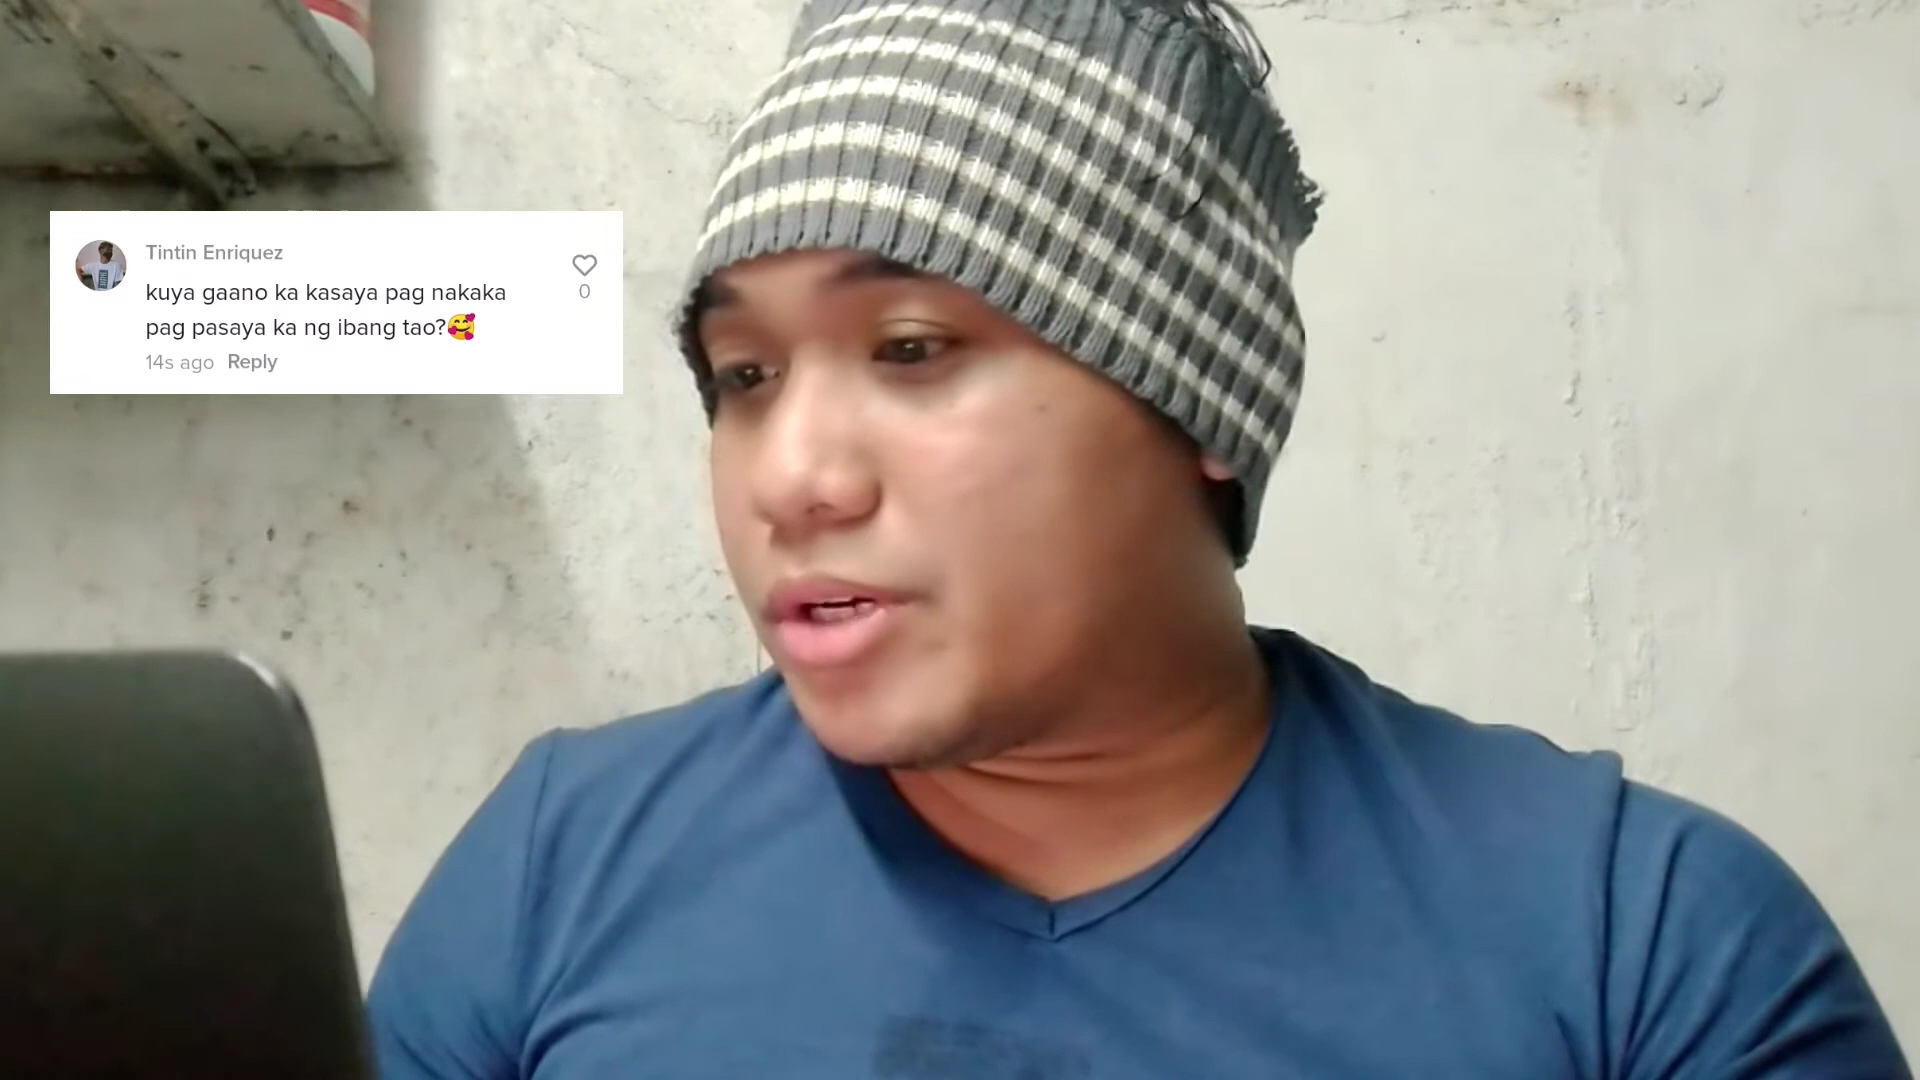 Tintin Enriquez
kuya gaano ka kasaya pag nakaka
pag pasaya ka ng ibang tao?🥰
0
14s ago Reply